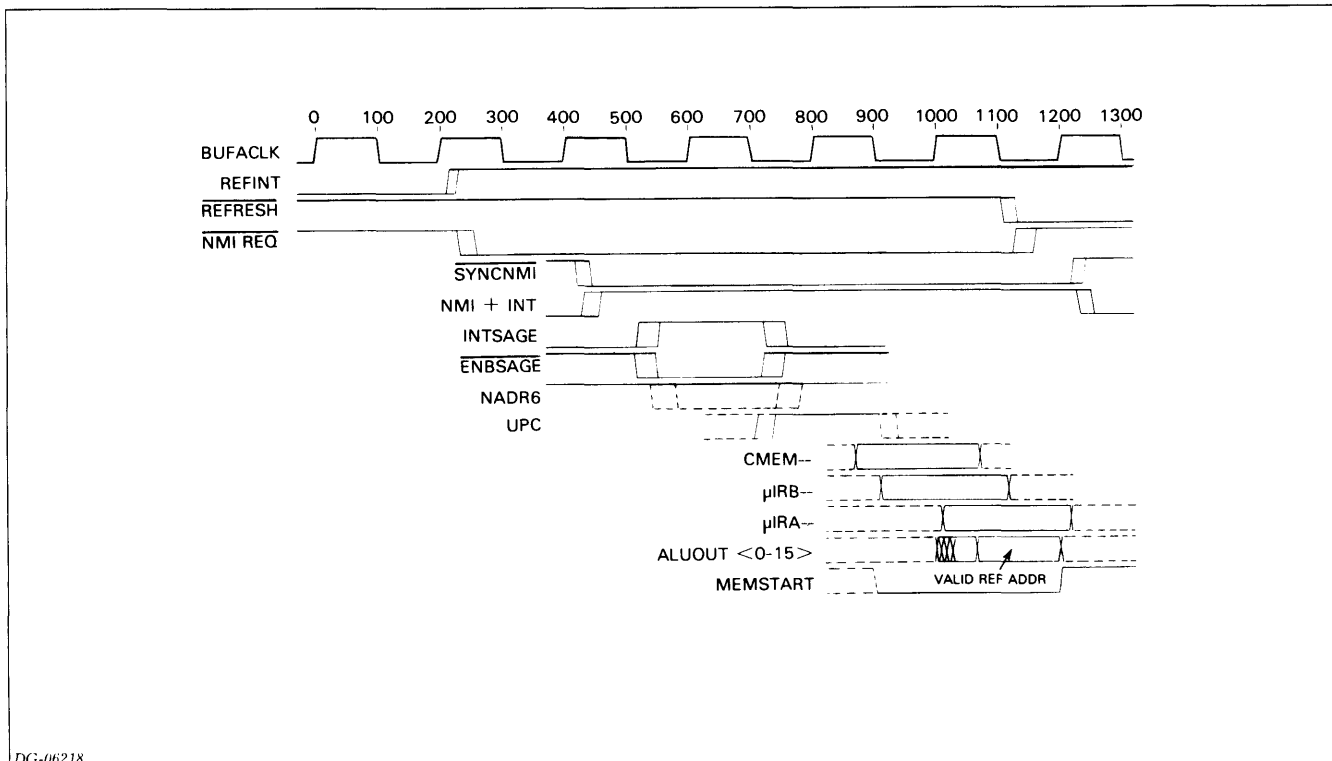 0 100 200 300 400 500 600 700 800 900 1000 1100 1200 1300
BUFACLK
REFINT
REFRESH
NMI REQ
SYNCNMI
NMI + INT
INTSAGE
ENBSAGE
NADR6
UPC
CMEM--
µIRB--
µIRA--
ALUOUT <0-15>
VALID REF ADDR
MEMSTART
DG-06218